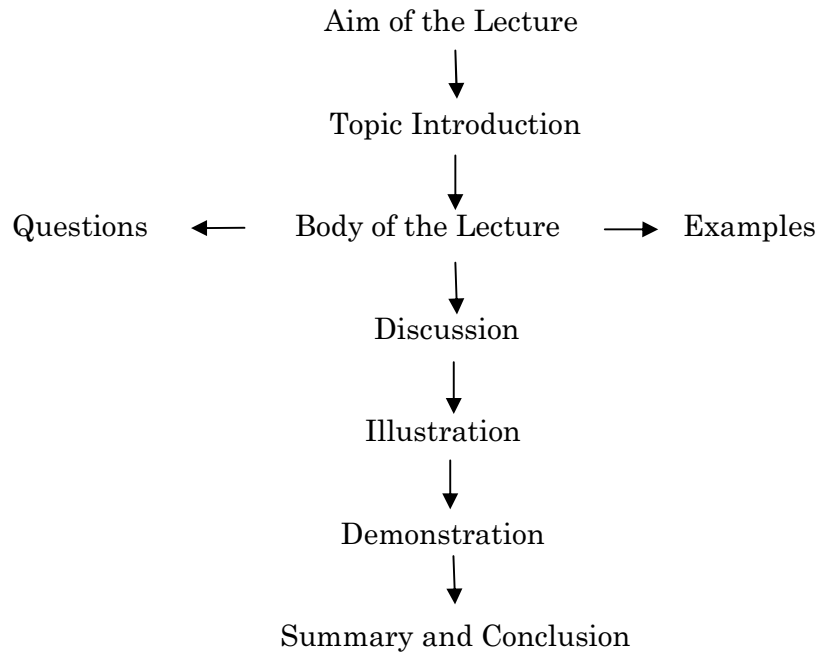 Aim of the Lecture
Topic Introduction
Questions Body of the Lecture Examples
Discussion
Illustration
Demonstration
Summary and Conclusion